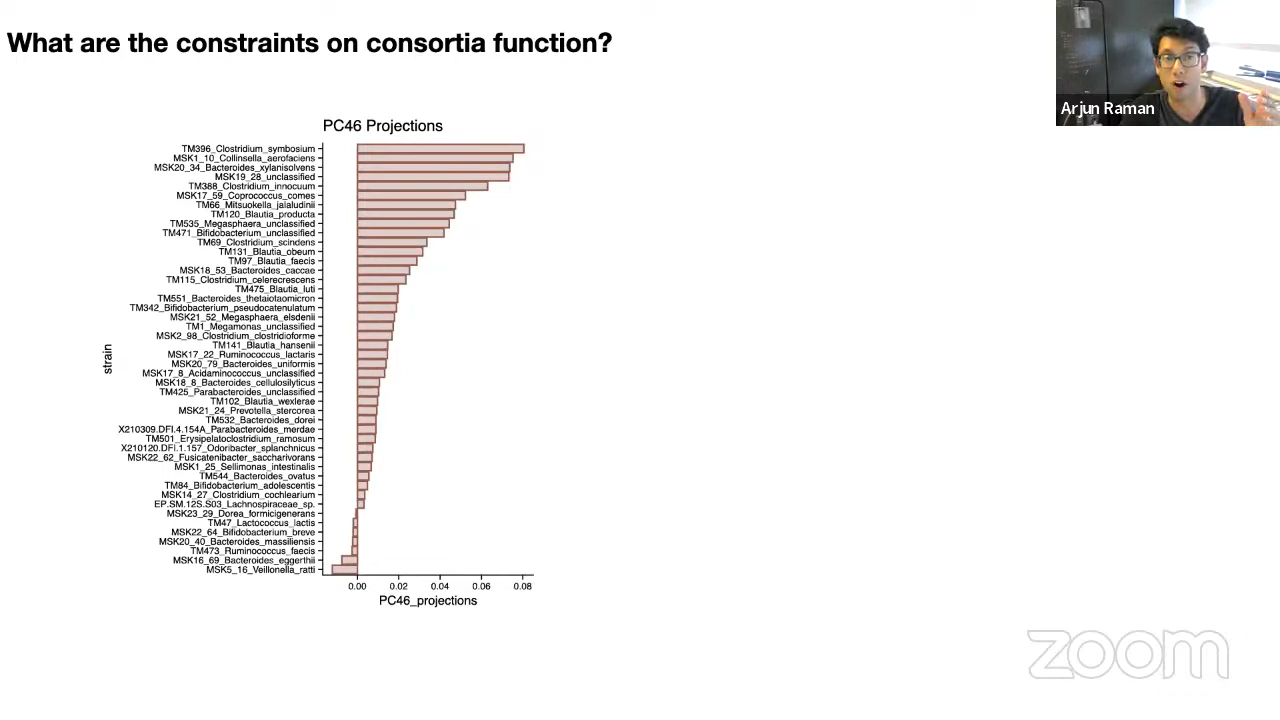 What are the constraints on consortia function?
Arjun Raman
PC46 Projections
TM396_Clostridium_symbosium
MSK1_10_Collinsella_aerofaciens
MSK20_34_Bacteroides_xylanisolvens
MSK19_28_unclassified
TM388_Clostridium_innocuum
MSK17_59_Coprococcus_comes
TM66_Mitsuokella_jalaludinii
TM120_Blautia_producta
TM535_Megasphaera_unclassified
TM471_Bifidobacterium_unclassified
TM69_Clostridium_scindens
TM131_Blautia_obeum
TM97_Blautia_faecis
MSK18_53_Bacteroides_caccae
TM115_Clostridium_celerecrescens
TM475_Blautia_luti
TM551_Bacteroides_thetaiotaomicron
TM342_Bifidobacterium_pseudocatenulatum
MSK21_52_Megasphaera_elsdenii
TM1_Megamonas_unclassified
MSK2_98_Clostridium_clostridioforme
TM141_Blautia_hansenii
MSK17_22_Ruminococcus_lactaris
MSK20_79_Bacteroides_uniformis
MSK17_8_Acidaminococcus_unclassified
MSK18_8_Bacteroides_cellulosilyticus
TM425_Parabacteroides_unclassified
TM102_Blautia_wexlerae
MSK21_24_Prevotella_stercorea
TM532_Bacteroides_dorei
X210309.DFI.4.154A_Parabacteroides_merdae
TM501_Erysipelatoclostridium_ramosum
X210120.DFI.1.157_Odoribacter_splanchnicus
MSK22_62_Fusicatenibacter_saccharivorans
MSK1_25_Sellimonas_intestinalis
TM544_Bacteroides_ovatus
TM84_Bifidobacterium_adolescentis
MSK14_27_Clostridium_cochlearium
EP.SM.12S.S03_Lachnospiraceae_sp.
MSK23_29_Dorea_formicigenerans
TM47_Lactococcus_lactis
MSK22_64_Bifidobacterium_breve
MSK20_40_Bacteroides_massiliensis
TM473_Ruminococcus_faecis
MSK16_69_Bacteroides_eggerthii
MSK5_16_Veillonella_ratti
strain
0.00 0.02 0.04 0.06 0.08
PC46_projections
zoom